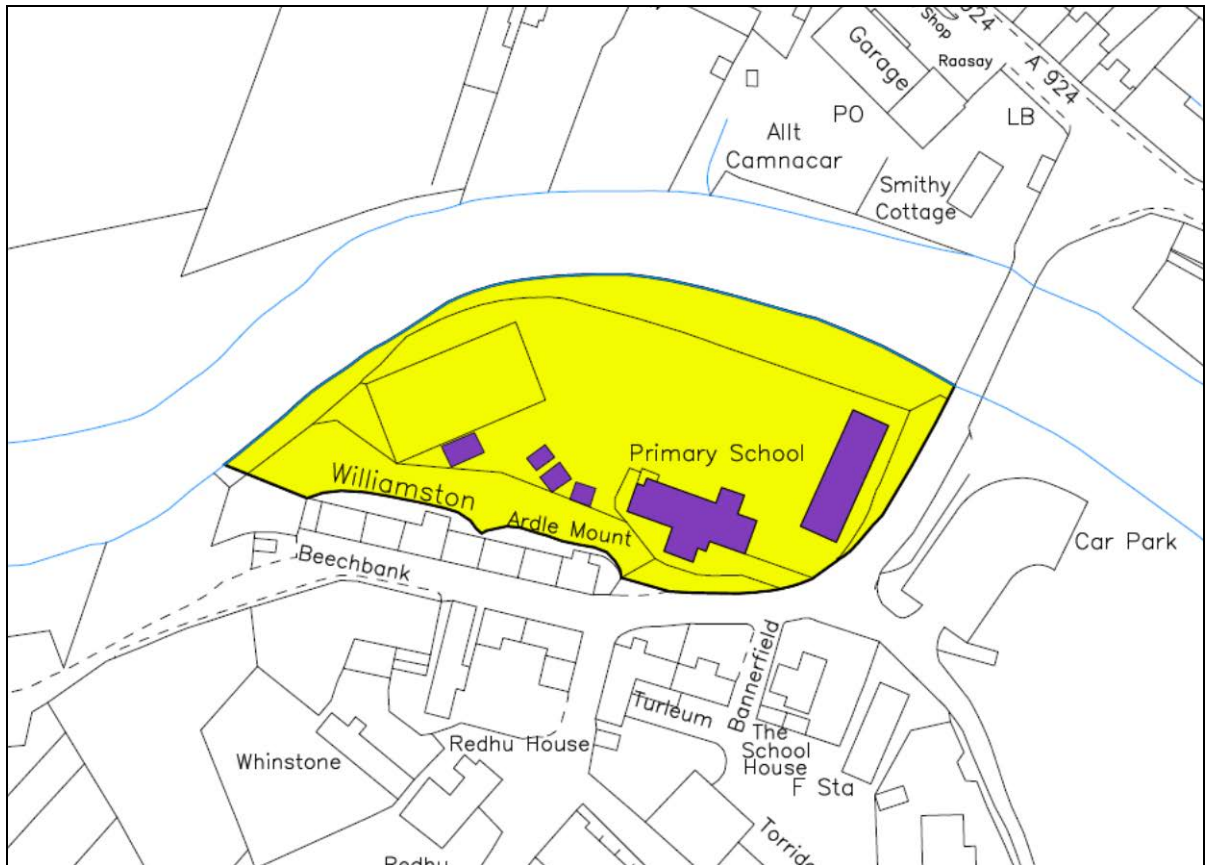 924
Shop
Garage
Raasay
A 924
PO
LB
Allt
Camnacar
Smithy
Cottage
Primary School
Williamston
Ardle Mount
Beechbank
Car Park
Bannerfield
Turleum
The
School
House
Redhu House
Whinstone
F Sta